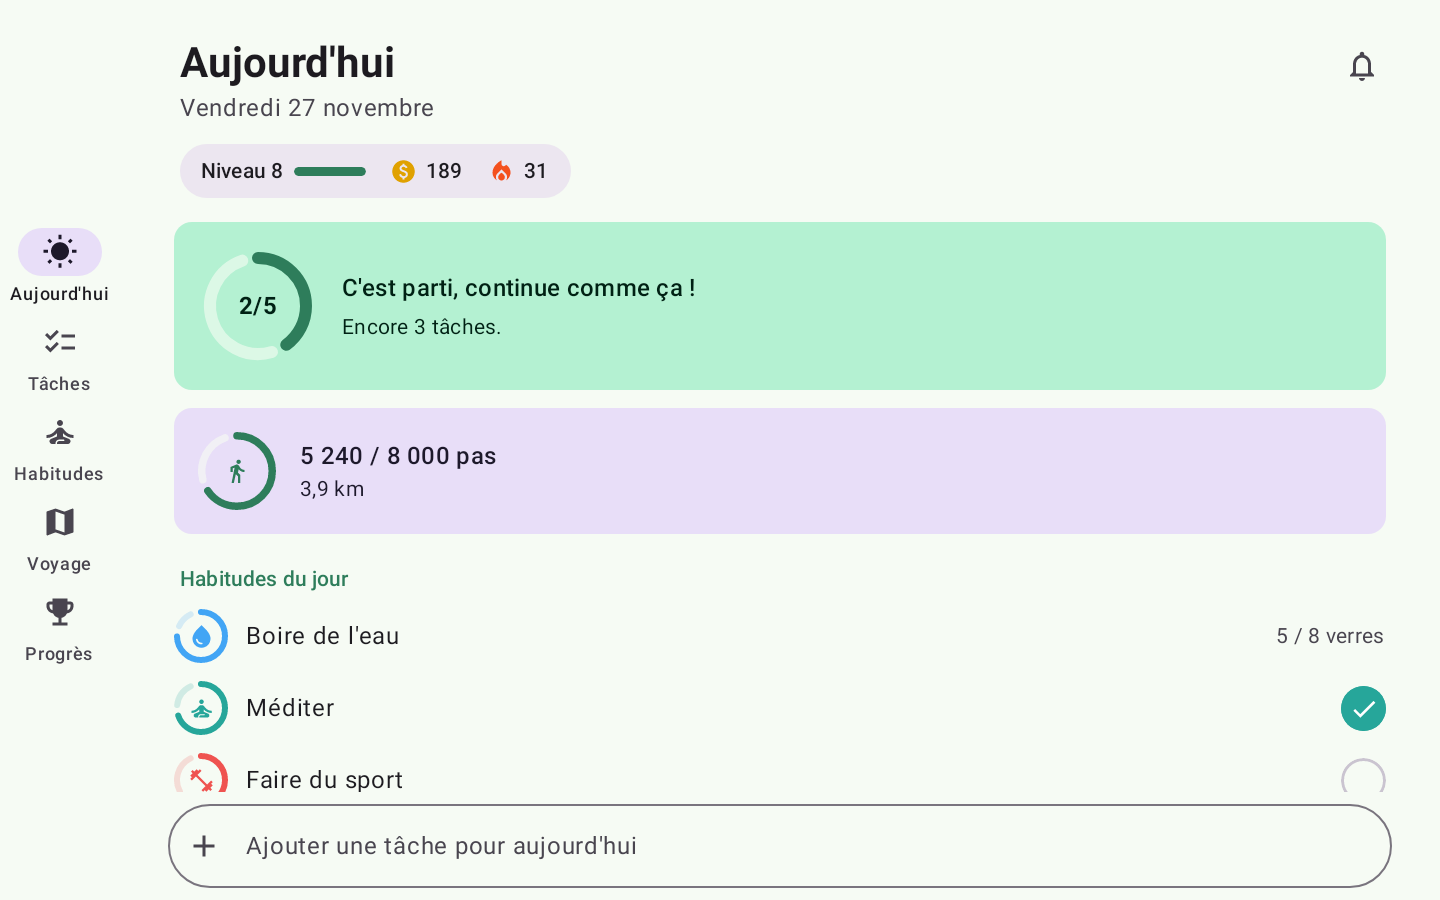 Aujourd'hui
Vendredi 27 novembre
Niveau 8 189 31
Aujourd'hui
Tâches
Habitudes
Voyage
Progrès
2/5
C'est parti, continue comme ça !
Encore 3 tâches.
5 240 / 8 000 pas
3,9 km
Habitudes du jour
Boire de l'eau 5 / 8 verres
Méditer
Faire du sport
Ajouter une tâche pour aujourd'hui